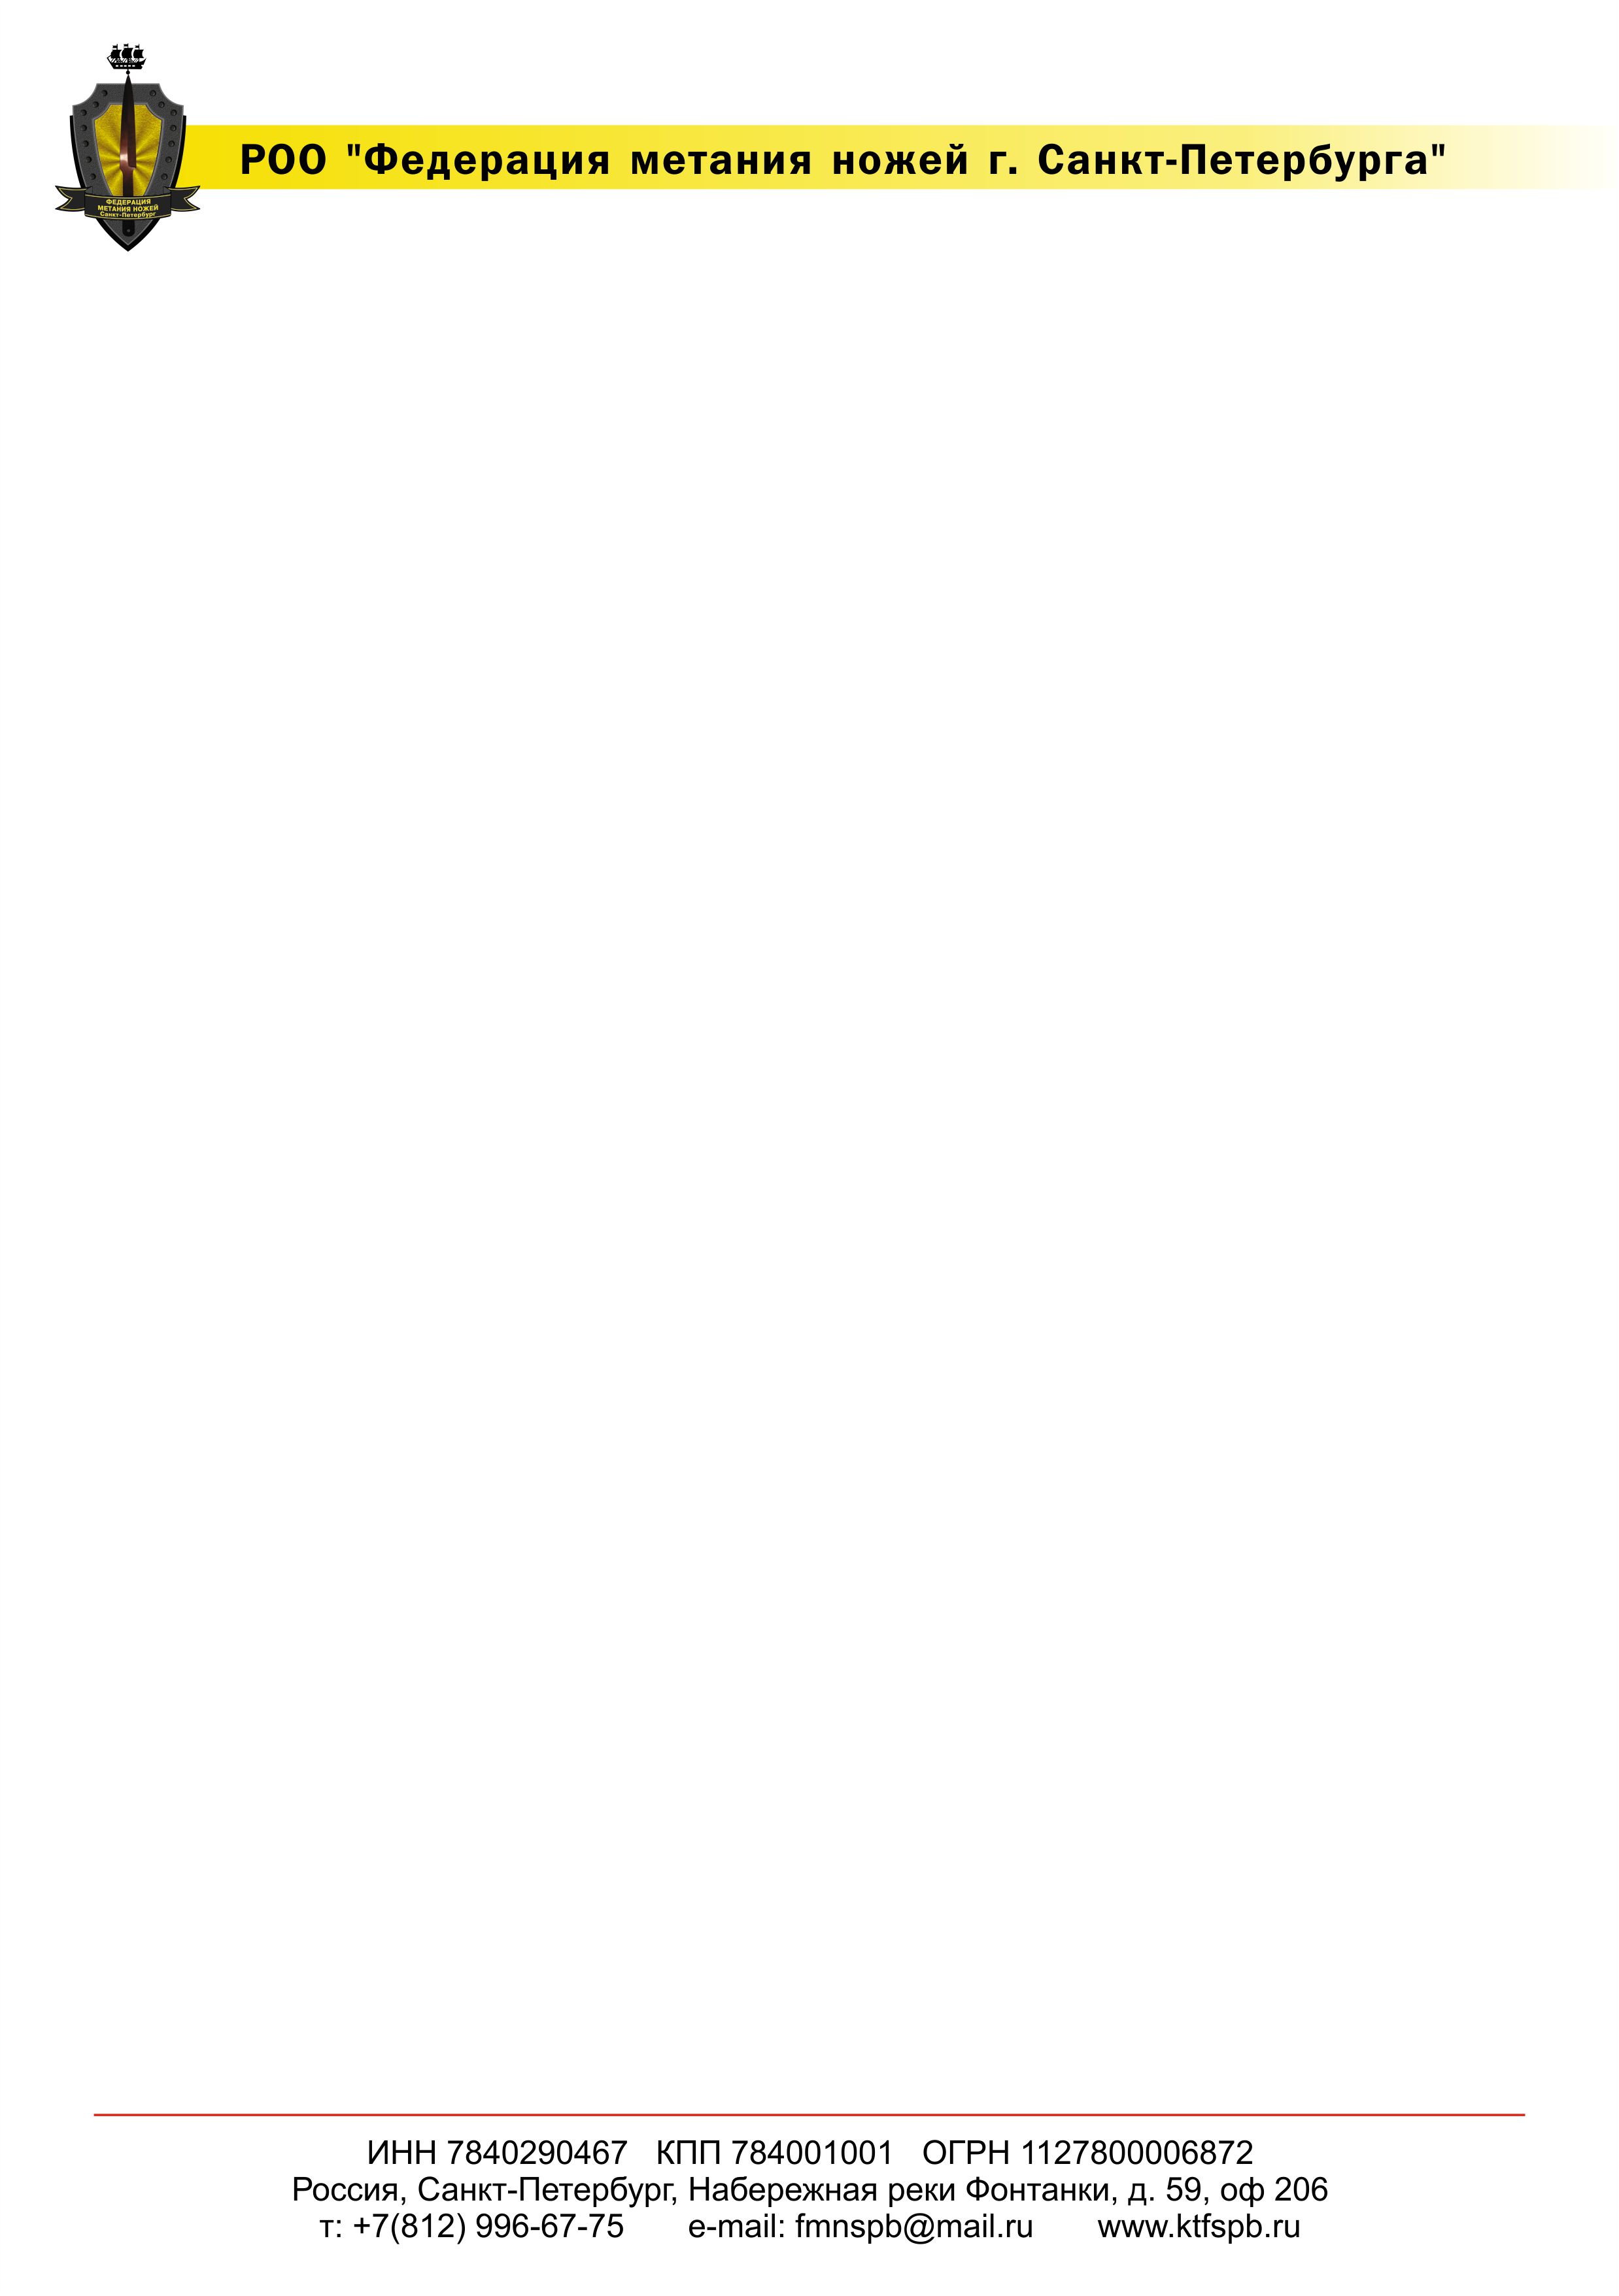 РОО "Федерация метания ножей г. Санкт-Петербурга"
ФЕДЕРАЦИЯ
МЕТАНИЯ НОЖЕЙ
Санкт-Петербург
ИНН 7840290467 КПП 784001001 ОГРН 1127800006872
Россия, Санкт-Петербург, Набережная реки Фонтанки, д. 59, оф 206
т: +7(812) 996-67-75 e-mail: fmnspb@mail.ru www.ktfspb.ru